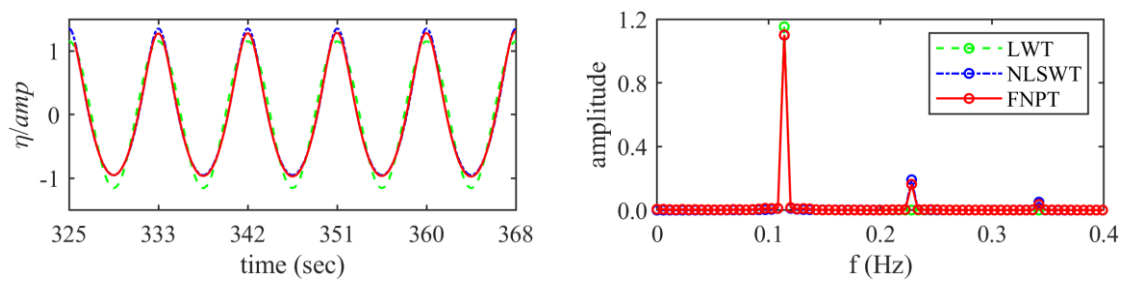 η/amp
1
0
-1
325 333 342 351 360 368
time (sec)
amplitude
1.2
0.8
0.4
0.0
0 0.1 0.2 0.3 0.4
f (Hz)
LWT
NLSWT
FNPT